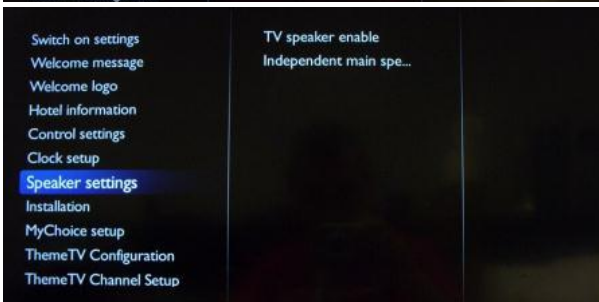 Switch on settings
Welcome message
Welcome logo
Hotel information
Control settings
Clock setup
Speaker settings
Installation
MyChoice setup
ThemeTV Configuration
ThemeTV Channel Setup
TV speaker enable
Independent main spe...